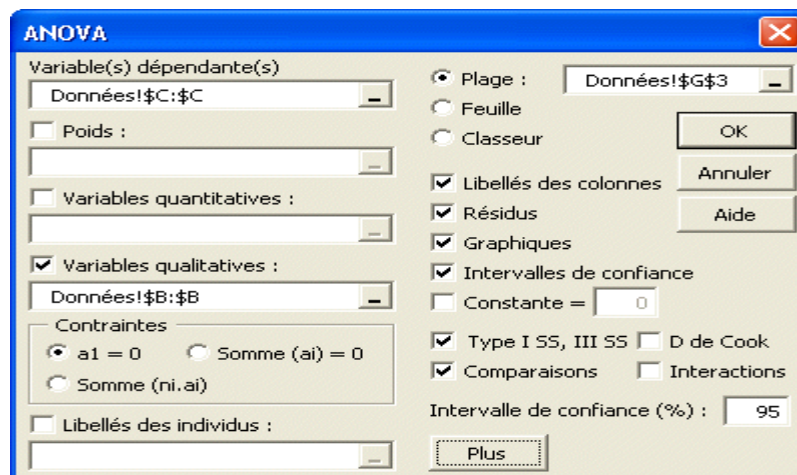 ANOVA
Variable(s) dépendante(s)
Données!$C:$C
Poids :
Variables quantitatives :
Variables qualitatives :
Données!$B:$B
Contraintes
a1 = 0
Somme (ai) = 0
Somme (ni.ai)
Libellés des individus :
Plage :
Données!$G$3
Feuille
Classeur
OK
Annuler
Aide
Libellés des colonnes
Résidus
Graphiques
Intervalles de confiance
Constante =
0
Type I SS, III SS
D de Cook
Comparaisons
Interactions
Intervalle de confiance (%) :
95
Plus